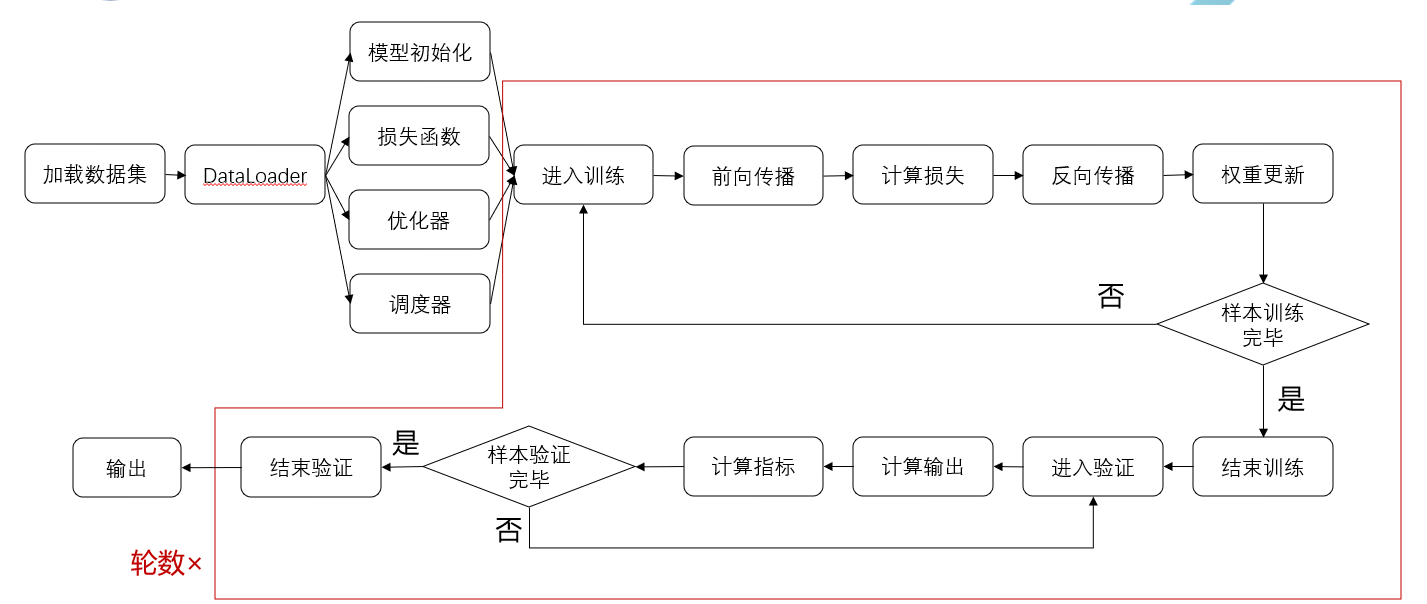 模型初始化
损失函数
优化器
调度器
加载数据集
DataLoader
进入训练
前向传播
计算损失
反向传播
权重更新
否
样本训练
完毕
是
结束训练
进入验证
计算输出
计算指标
样本验证
完毕
是
否
结束验证
输出
轮数×